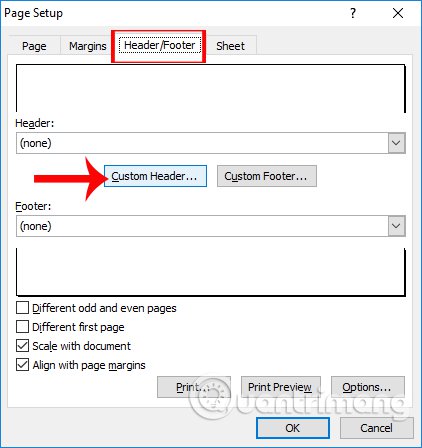 Page Setup
Page Margins Header/Footer Sheet
Header:
(none)
Custom Header... Custom Footer...
Footer:
(none)
Different odd and even pages
Different first page
Scale with document
Align with page margins
Print... Print Preview Options...
Quantrimang
OK Cancel